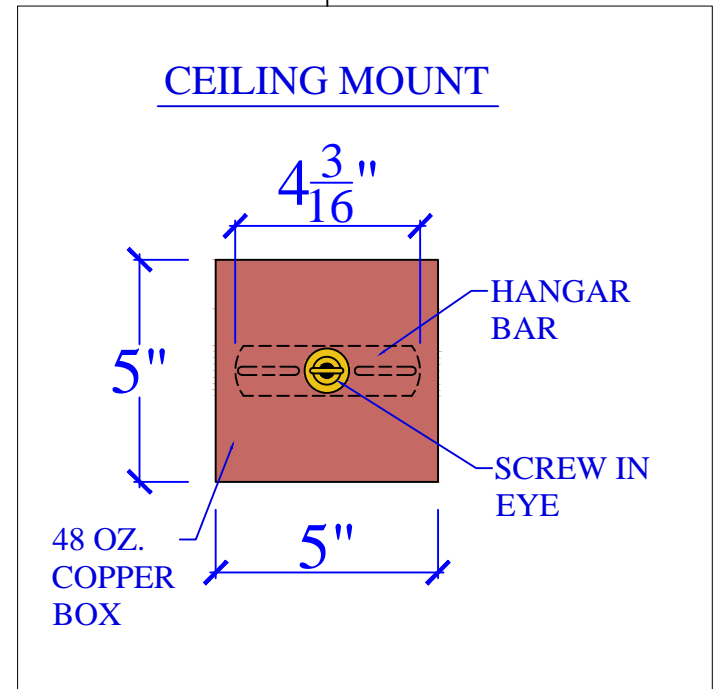 CEILING MOUNT
4 3/16"
HANGAR
BAR
5"
SCREW IN
EYE
5"
48 OZ.
COPPER
BOX